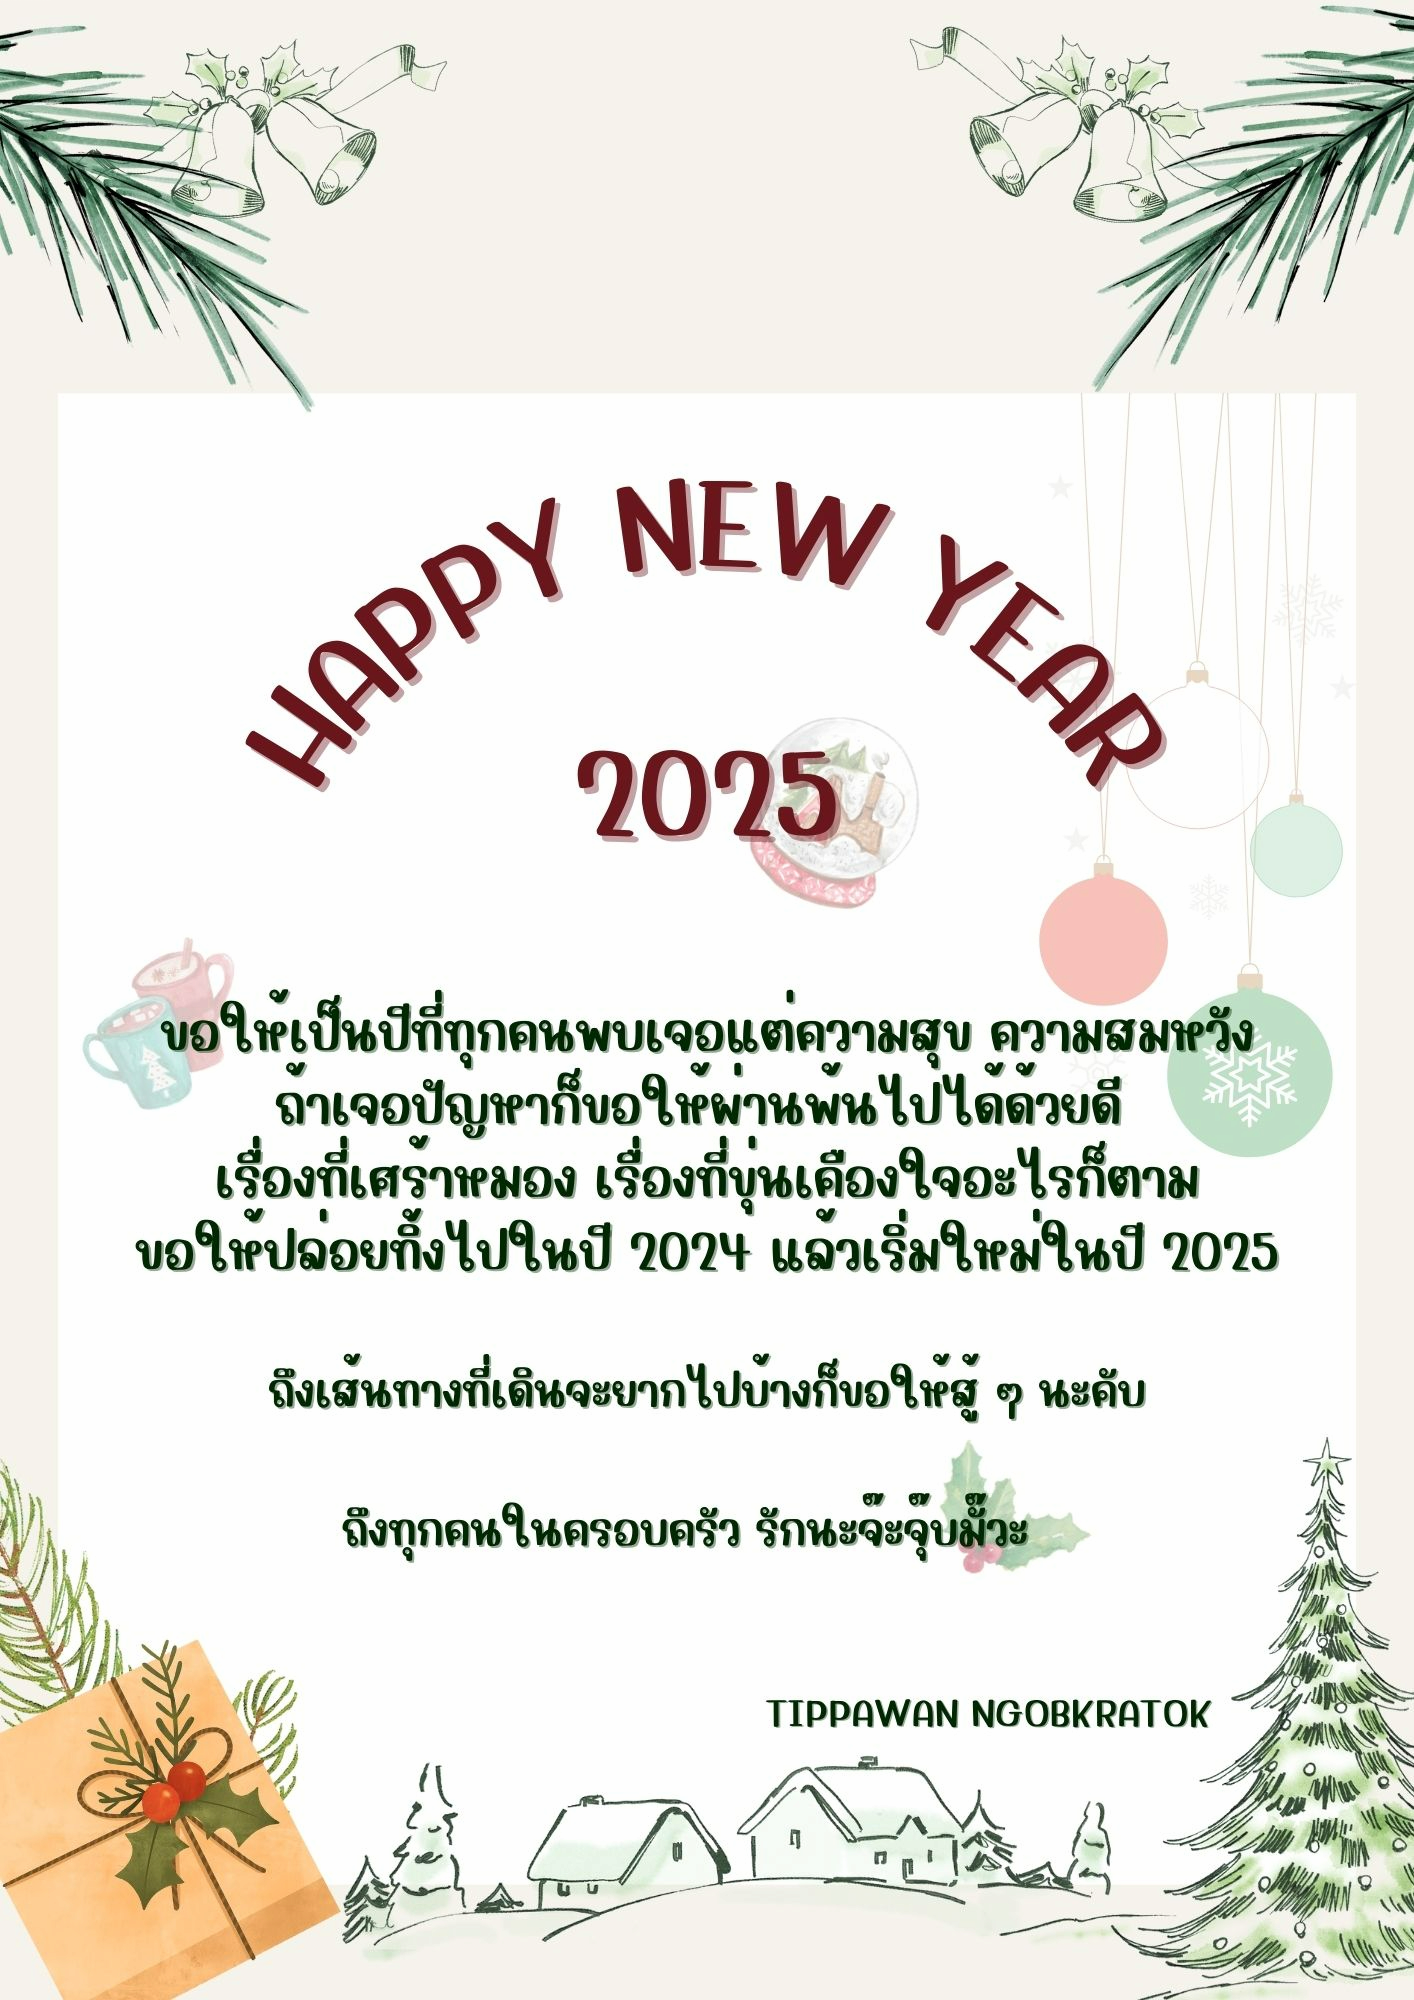 HAPPY NEW YEAR
2025
ขอให้เป็นปีที่ทุกคนพบเจอแต่ความสุข ความสมหวัง
ถ้าเจอปัญหาก็ขอให้ผ่านพ้นไปได้ด้วยดี
เรื่องที่เศร้าหมอง เรื่องที่ขุ่นเคืองใจอะไรก็ตาม
ขอให้ปล่อยทิ้งไปในปี 2024 แล้วเริ่มใหม่ในปี 2025
ถึงเส้นทางที่เดินจะยากไปบ้างก็ขอให้สู้ ๆ นะคับ
ถึงทุกคนในครอบครัว รักนะจ๊ะจุ๊บมั๊วะ
TIPPAWAN NGOBKRATOK